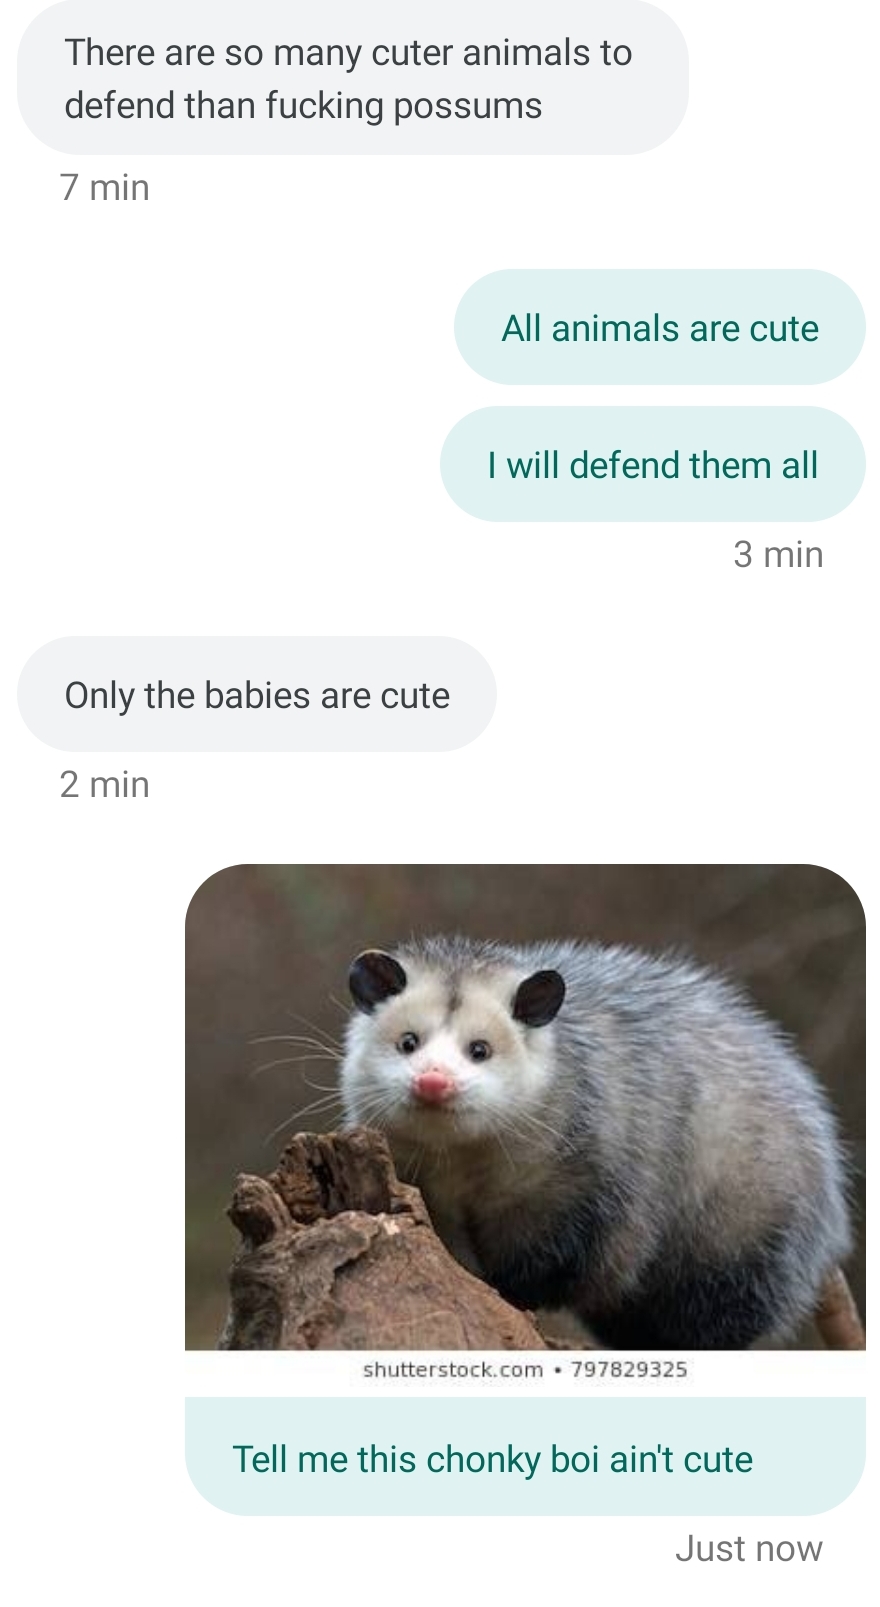 There are so many cuter animals to
defend than fucking possums
7 min
All animals are cute
I will defend them all
3 min
Only the babies are cute
2 min
shutterstock.com • 797829325
Tell me this chonky boi ain't cute
Just now